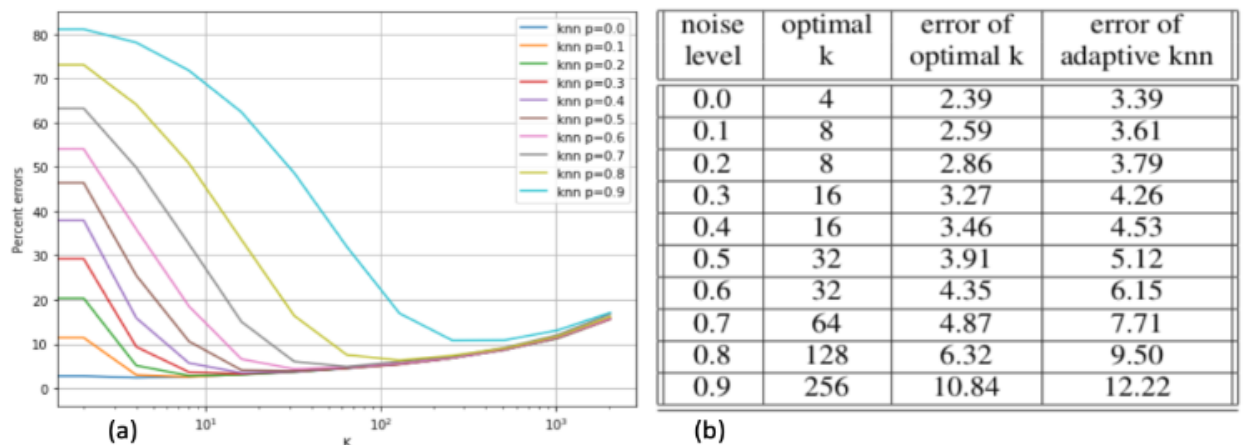 80
70
60
50
40
30
20
10
0
Percent errors
10¹ 10² 10³
K
knn p=0.0
knn p=0.1
knn p=0.2
knn p=0.3
knn p=0.4
knn p=0.5
knn p=0.6
knn p=0.7
knn p=0.8
knn p=0.9
(a)
noise level optimal k error of optimal k error of adaptive knn
0.0 4 2.39 3.39
0.1 8 2.59 3.61
0.2 8 2.86 3.79
0.3 16 3.27 4.26
0.4 16 3.46 4.53
0.5 32 3.91 5.12
0.6 32 4.35 6.15
0.7 64 4.87 7.71
0.8 128 6.32 9.50
0.9 256 10.84 12.22
(b)